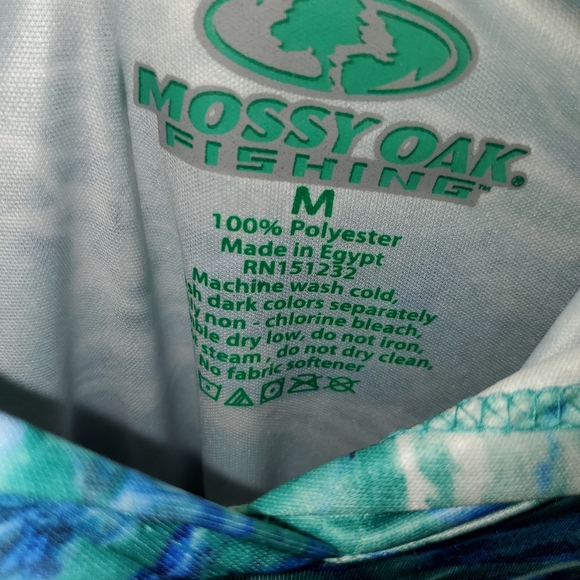 MOSSY OAK®
FISHING™
M
100% Polyester
Made in Egypt
RN151232
Machine wash cold,
dark colors separately
non - chlorine bleach,
dry low, do not iron,
steam, do not dry clean,
No fabric softener